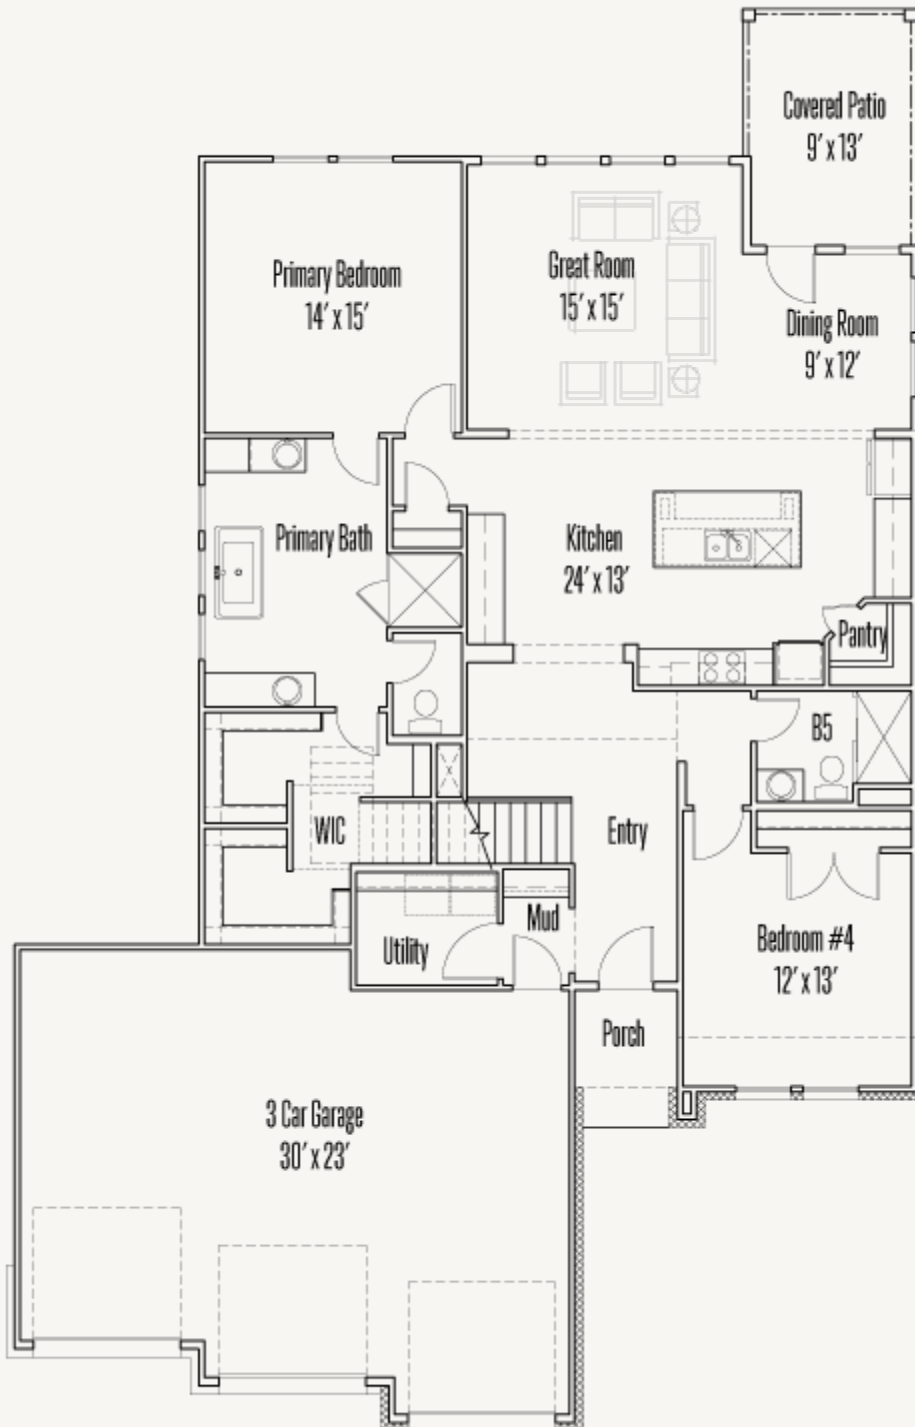 Covered Patio
9' x 13'
Primary Bedroom
14' x 15'
Great Room
15' x 15'
Dining Room
9' x 12'
Primary Bath
Kitchen
24' x 13'
Pantry
B5
WIC
Entry
Mud
Utility
Bedroom #4
12' x 13'
Porch
3 Car Garage
30' x 23'